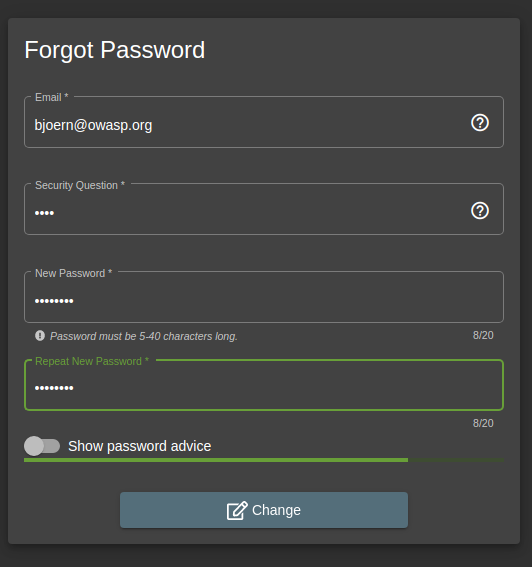 Forgot Password
Email *
bjoern@owasp.org
Security Question *
••••
New Password *
••••••••
Password must be 5-40 characters long. 8/20
Repeat New Password *
••••••••
8/20
Show password advice
Change